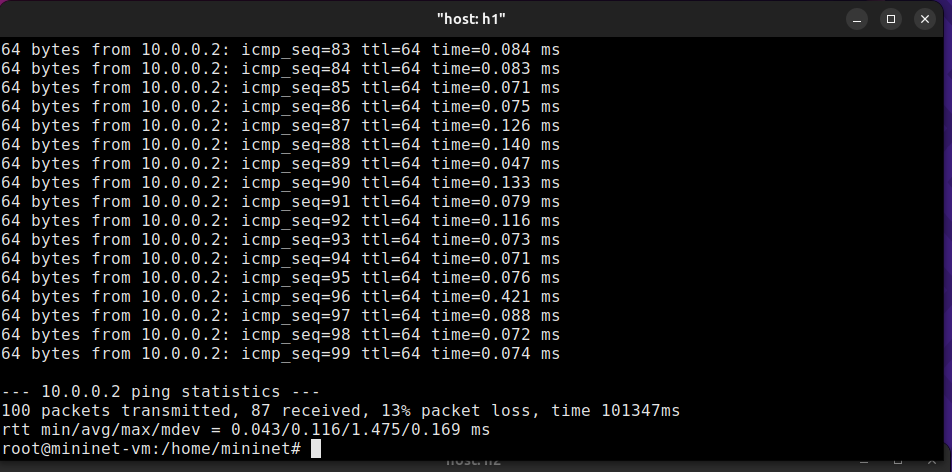 "host: h1"
64 bytes from 10.0.0.2: icmp_seq=83 ttl=64 time=0.084 ms
64 bytes from 10.0.0.2: icmp_seq=84 ttl=64 time=0.083 ms
64 bytes from 10.0.0.2: icmp_seq=85 ttl=64 time=0.071 ms
64 bytes from 10.0.0.2: icmp_seq=86 ttl=64 time=0.075 ms
64 bytes from 10.0.0.2: icmp_seq=87 ttl=64 time=0.126 ms
64 bytes from 10.0.0.2: icmp_seq=88 ttl=64 time=0.140 ms
64 bytes from 10.0.0.2: icmp_seq=89 ttl=64 time=0.047 ms
64 bytes from 10.0.0.2: icmp_seq=90 ttl=64 time=0.133 ms
64 bytes from 10.0.0.2: icmp_seq=91 ttl=64 time=0.079 ms
64 bytes from 10.0.0.2: icmp_seq=92 ttl=64 time=0.116 ms
64 bytes from 10.0.0.2: icmp_seq=93 ttl=64 time=0.073 ms
64 bytes from 10.0.0.2: icmp_seq=94 ttl=64 time=0.071 ms
64 bytes from 10.0.0.2: icmp_seq=95 ttl=64 time=0.076 ms
64 bytes from 10.0.0.2: icmp_seq=96 ttl=64 time=0.421 ms
64 bytes from 10.0.0.2: icmp_seq=97 ttl=64 time=0.088 ms
64 bytes from 10.0.0.2: icmp_seq=98 ttl=64 time=0.072 ms
64 bytes from 10.0.0.2: icmp_seq=99 ttl=64 time=0.074 ms
--- 10.0.0.2 ping statistics ---
100 packets transmitted, 87 received, 13% packet loss, time 101347ms
rtt min/avg/max/mdev = 0.043/0.116/1.475/0.169 ms
root@mininet-vm:/home/mininet#
"host: h2"